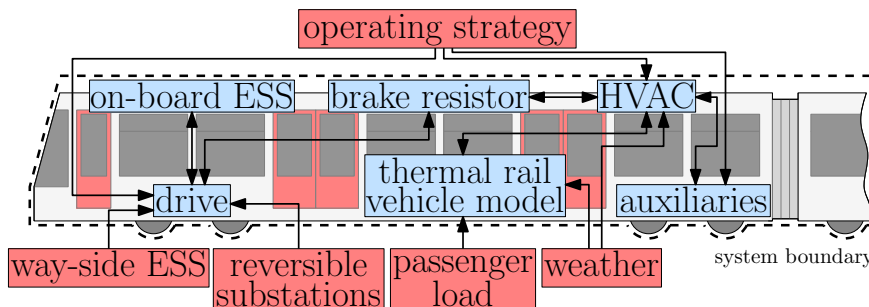 operating strategy
on-board ESS
brake resistor
HVAC
thermal rail
vehicle model
drive
auxiliaries
system boundary
way-side ESS
reversible
substations
passenger
load
weather